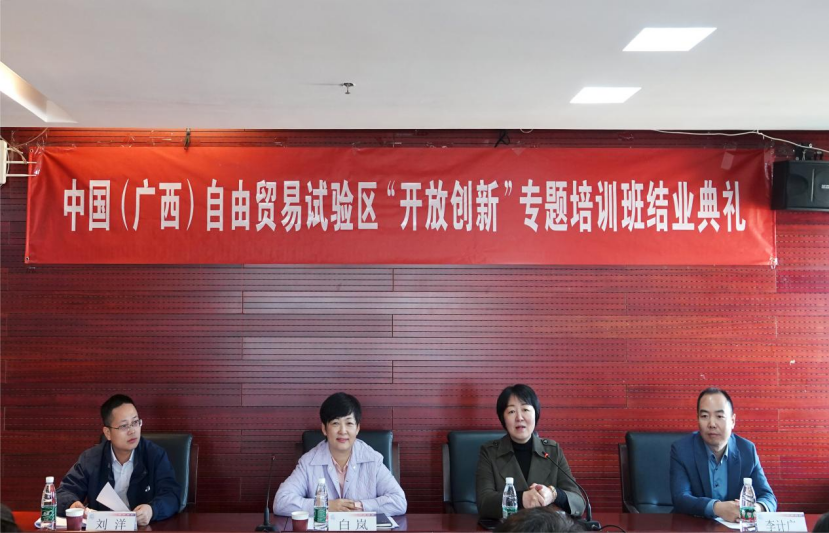 中国（广西）自由贸易试验区“开放创新”专题培训班结业典礼
刘洋
白岚
李计广